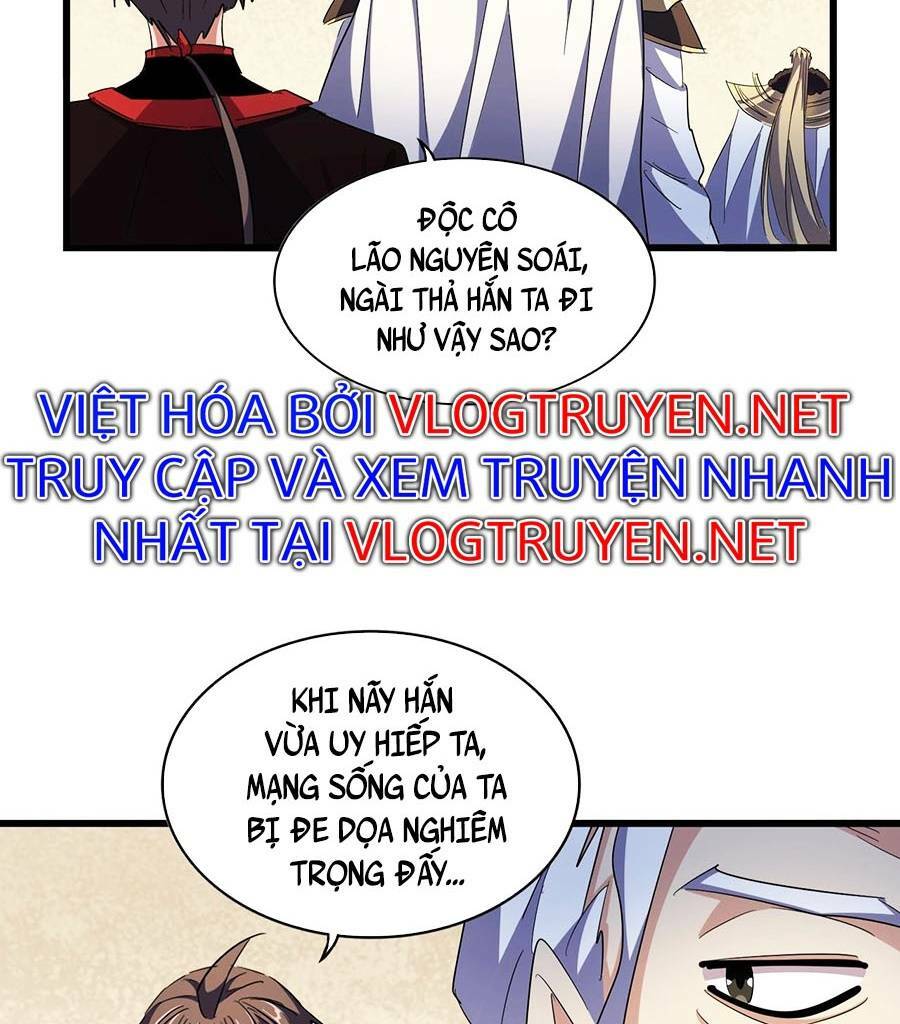 ĐỘC CÔ
LÃO NGUYÊN SOÁI,
NGÀI THẢ HẮN TA ĐI
NHƯ VẬY SAO?
VIỆT HÓA BỞI VLOGTRUYEN.NET
TRUY CẬP VÀ XEM TRUYỆN NHANH
NHẤT TẠI VLOGTRUYEN.NET
KHI NÃY HẮN
VỪA UY HIẾP TA,
MẠNG SỐNG CỦA TA
BỊ ĐE DỌA NGHIÊM
TRỌNG ĐẤY...